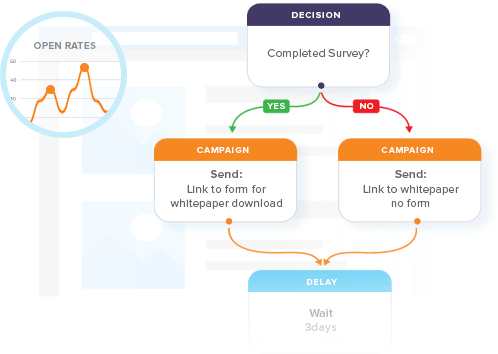 DECISION
Completed Survey?
OPEN RATES
50
40
30
YES
NO
CAMPAIGN
Send:
Link to form for
whitepaper download
CAMPAIGN
Send:
Link to whitepaper
no form
DELAY
Wait
3days